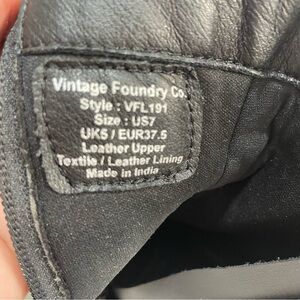 Vintage Foundry Co.
Style : VFL191
Size : US7
UK5 / EUR37.5
Leather Upper
Textile / Leather Lining
Made in India